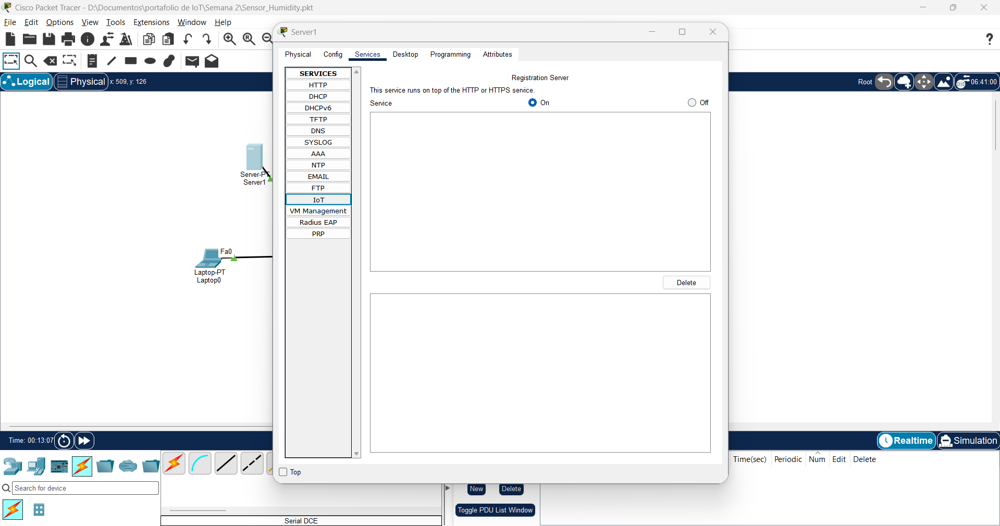 Cisco Packet Tracer - D:\Documentos\portafolio de IoT\Semana 2\Sensor_Humidity.pkt
File Edit Options View Tools Extensions Window Help
Logical Physical x: 509, y: 126
Root 06:41:00
Server-PT
Server1
Fa0
Laptop-PT
Laptop0
Server1
Physical Config Services Desktop Programming Attributes
SERVICES
HTTP
DHCP
DHCPv6
TFTP
DNS
SYSLOG
AAA
NTP
EMAIL
FTP
IoT
VM Management
Radius EAP
PRP
Registration Server
This service runs on top of the HTTP or HTTPS service.
Service On Off
Delete
Top
Time: 00:13:07
Realtime Simulation
Search for device
Serial DCE
New Delete
Toggle PDU List Window
Time(sec) Periodic Num Edit Delete